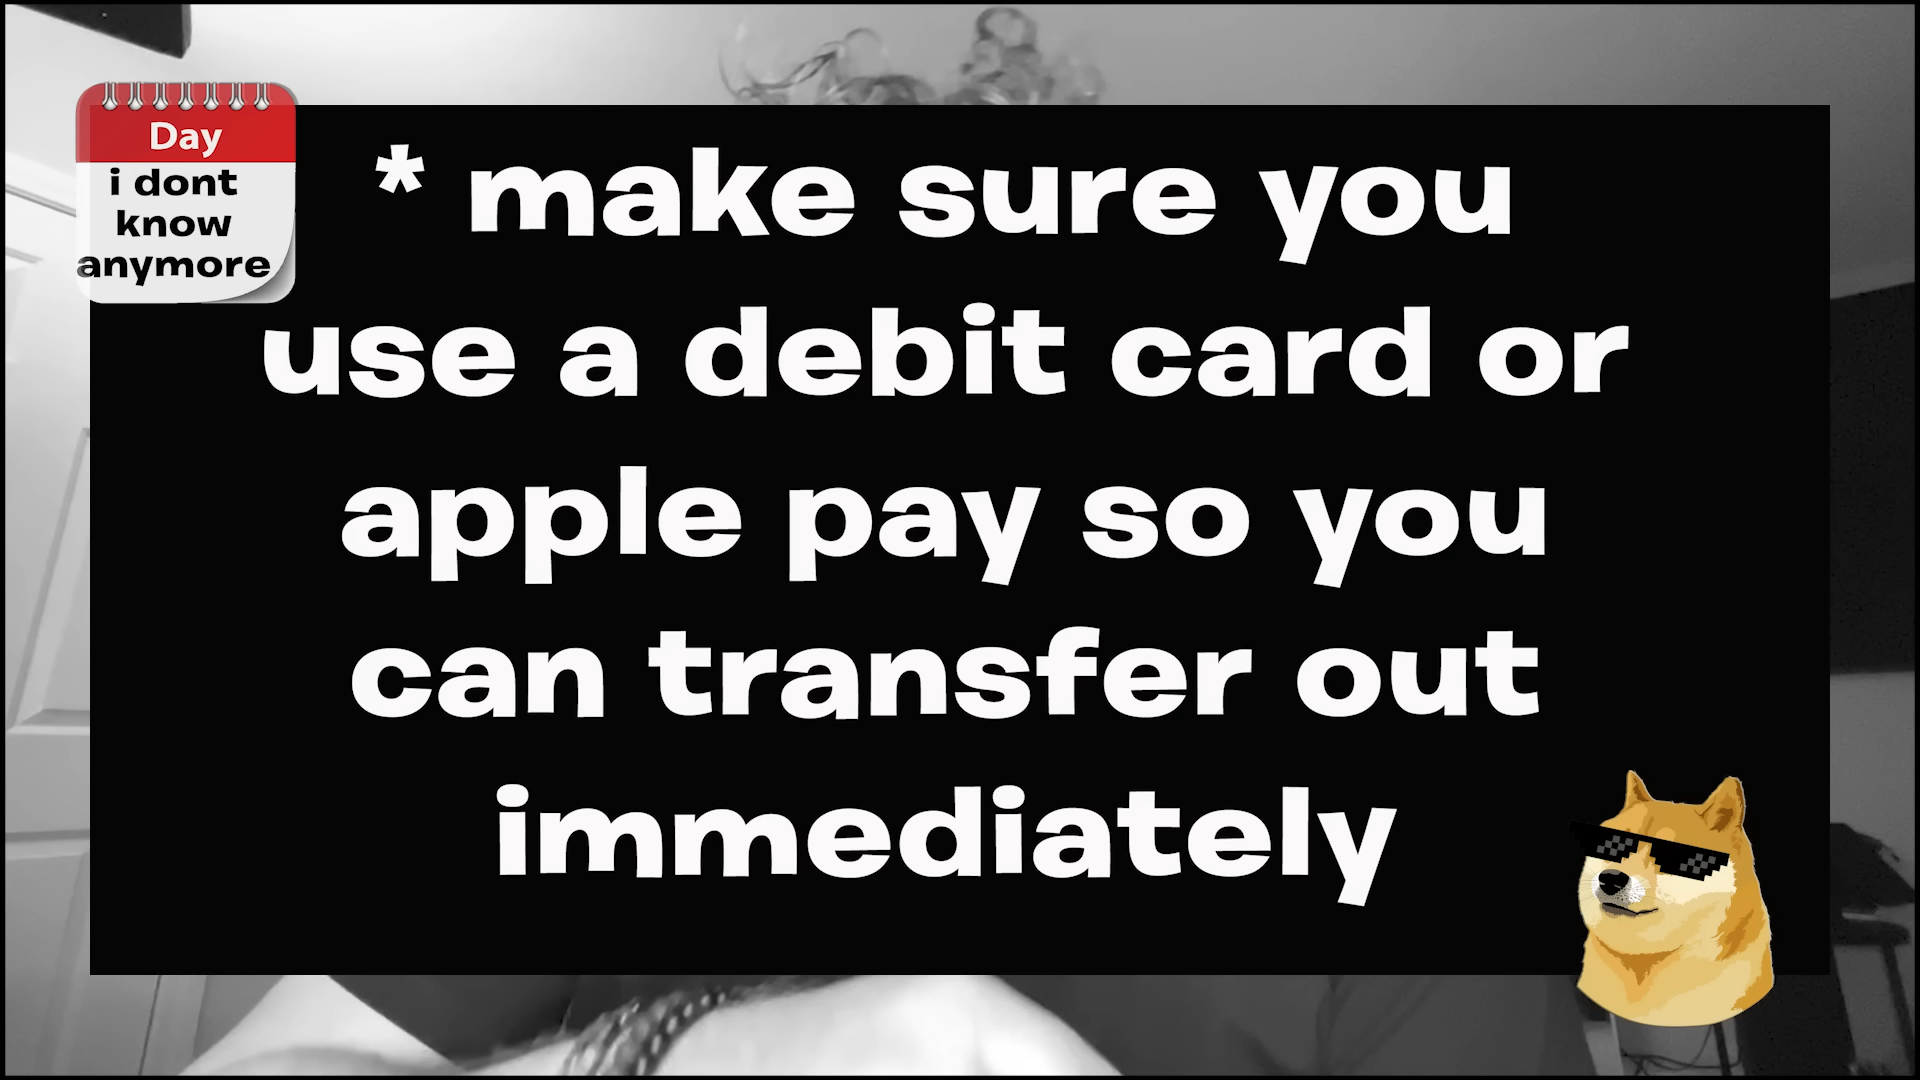 Day
i dont
know
anymore
* make sure you
use a debit card or
apple pay so you
can transfer out
immediately